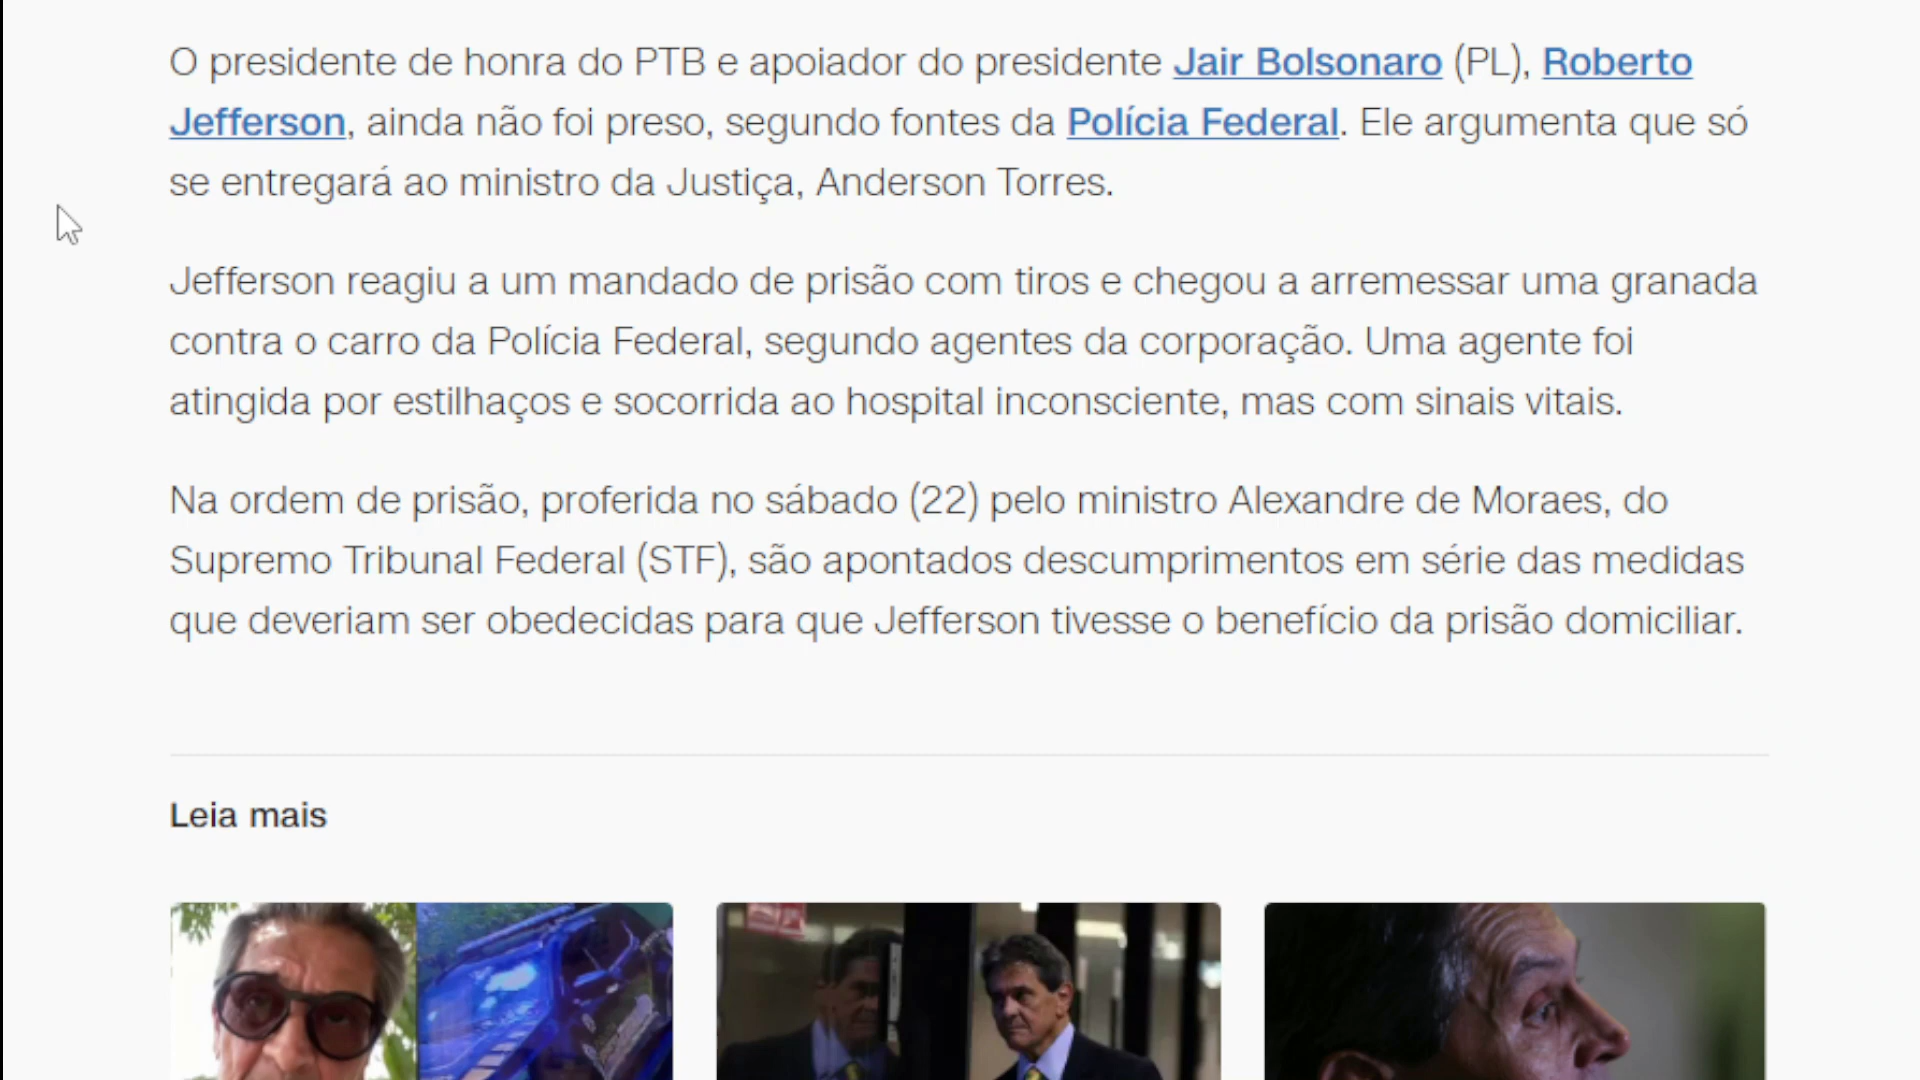 O presidente de honra do PTB e apoiador do presidente Jair Bolsonaro (PL), Roberto
Jefferson, ainda não foi preso, segundo fontes da Polícia Federal. Ele argumenta que só
se entregará ao ministro da Justiça, Anderson Torres.
Jefferson reagiu a um mandado de prisão com tiros e chegou a arremessar uma granada
contra o carro da Polícia Federal, segundo agentes da corporação. Uma agente foi
atingida por estilhaços e socorrida ao hospital inconsciente, mas com sinais vitais.
Na ordem de prisão, proferida no sábado (22) pelo ministro Alexandre de Moraes, do
Supremo Tribunal Federal (STF), são apontados descumprimentos em série das medidas
que deveriam ser obedecidas para que Jefferson tivesse o benefício da prisão domiciliar.
Leia mais